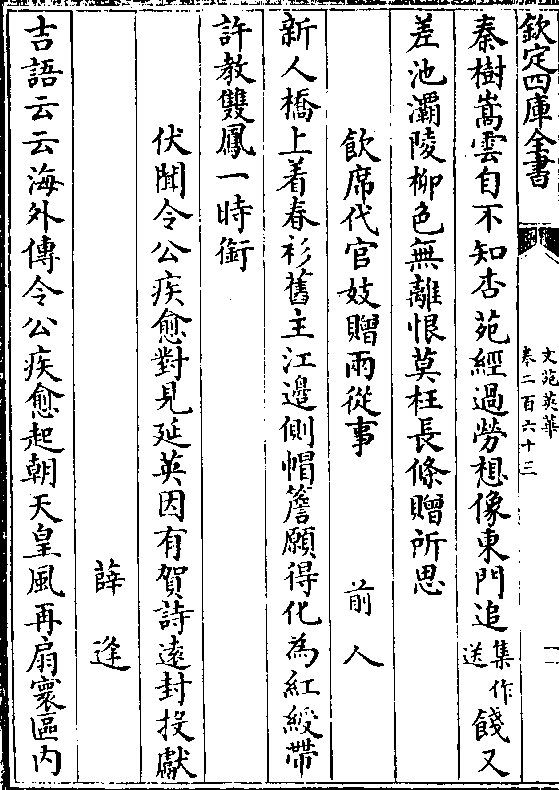 欽定四庫全書
文苑英華
卷二百六十三
秦樹嵩雲自不知杏苑經過勞想像東門追集作送餞又
差池灞陵柳色無離恨莫枉長條贈所思
飲席代官妓贈兩從事
前人
新人橋上着春衫舊主江邊側帽簷願得化為紅綬帶
許教雙鳳一時銜
伏聞令公疾愈對見延英因有賀詩遠封投獻
薛逢
吉語云云海外傳令公疾愈起朝天皇風再扇寰區内